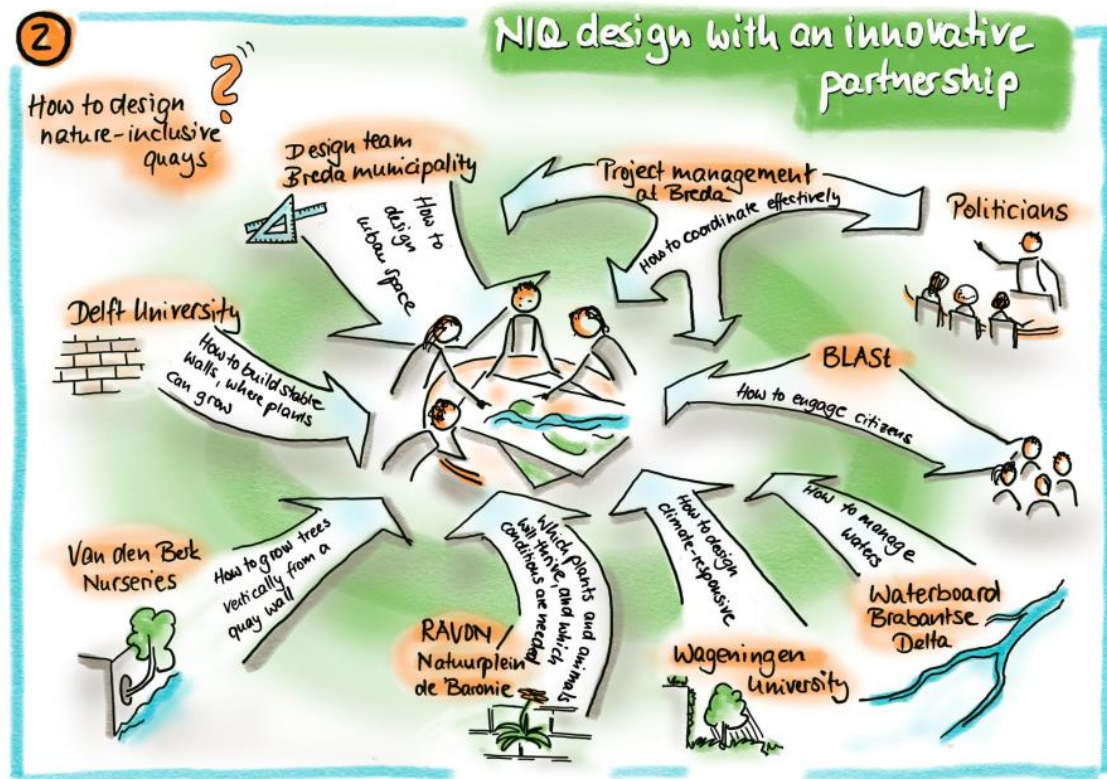 2
NIQ design with an innovative
partnership
How to design
nature-inclusive
quays
?
Design team
Breda municipality
How to
design
urban space
Project management
at Breda
How to coordinate effectively
Politicians
Delft University
How to build stable
walls, where plants
can grow
BLASt
How to engage citizens
Van den Berk
Nurseries
How to grow trees
vertically from a
quay wall
RAVON
Natuurplein
de Baronie
Which plants and animals
will thrive, and which
conditions are needed
How to design
climate-responsive
Wageningen
University
How to manage
waters
Waterboard
Brabantse
Delta